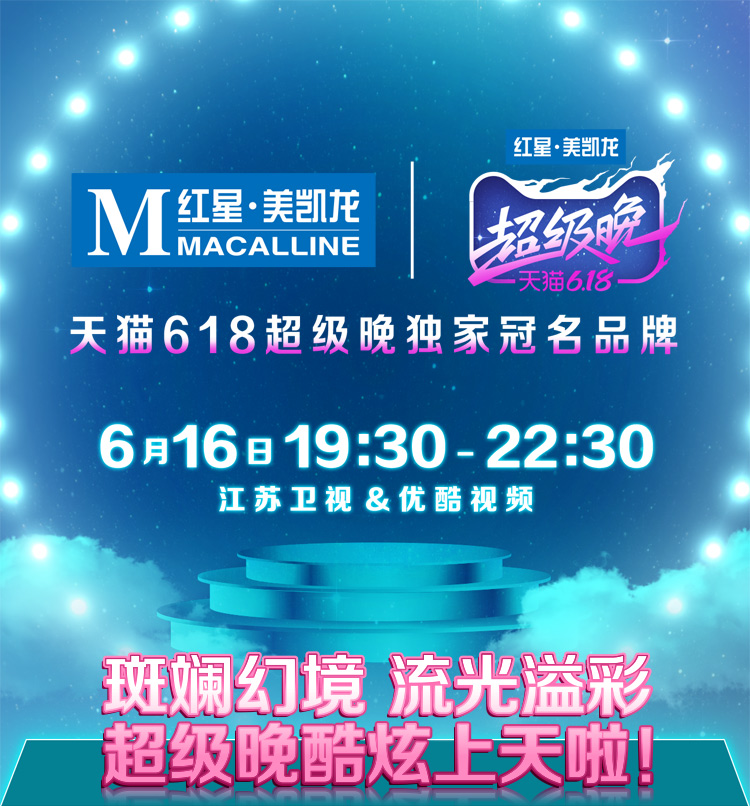 红星·美凯龙
M 红星·美凯龙
MACALLINE
超级晚
天猫6.18
天猫618超级晚独家冠名品牌
6月16日 19:30 - 22:30
江苏卫视 & 优酷视频
斑斓幻境 流光溢彩
超级晚酷炫上天啦！